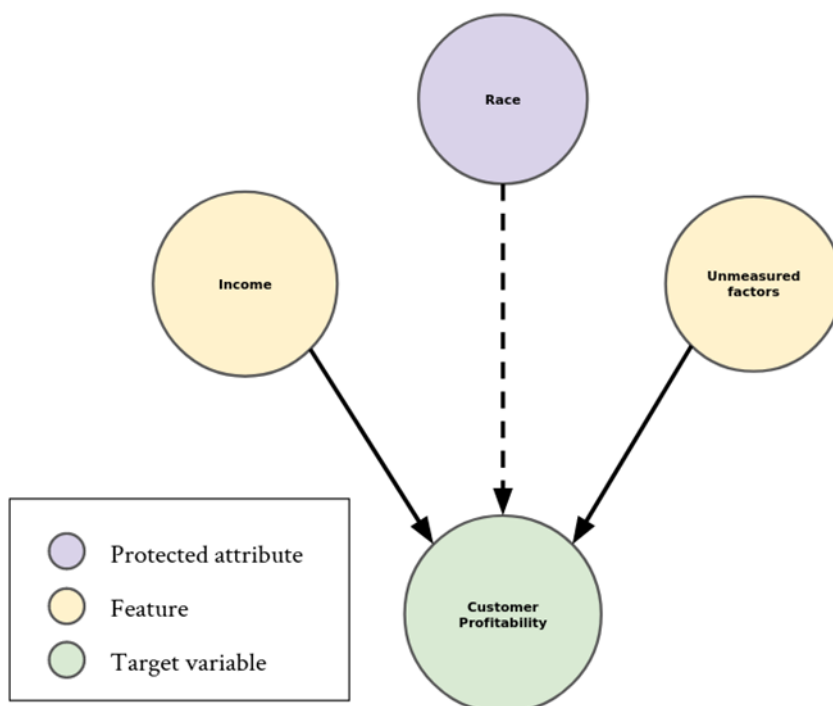 Race
Income
Unmeasured
factors
Customer
Profitability
Protected attribute
Feature
Target variable